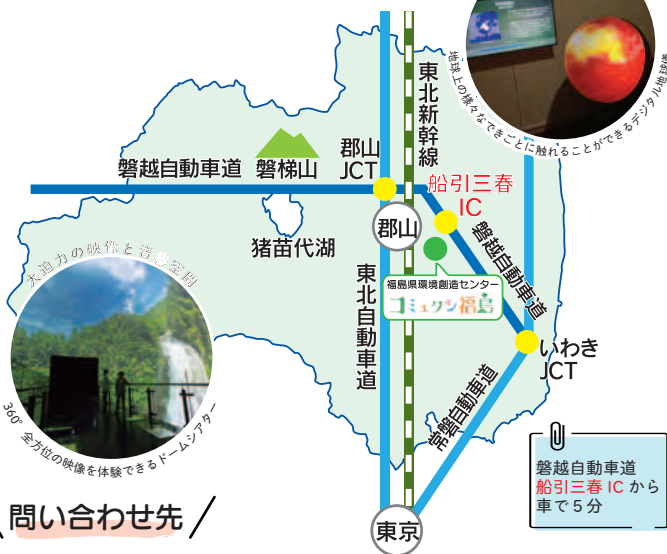 地球上の様々なできごとに触れることができるデジタル地球儀
東北新幹線
郡山
JCT
磐越自動車道
磐梯山
船引三春
IC
猪苗代湖
郡山
磐越自動車道
福島県環境創造センター
コミュタン福島
大迫力の映像と音響空間
東北自動車道
いわき
JCT
360°全方位の映像を体験できるドームシアター
常磐自動車道
磐越自動車道
船引三春 IC から
車で5分
問い合わせ先
東京